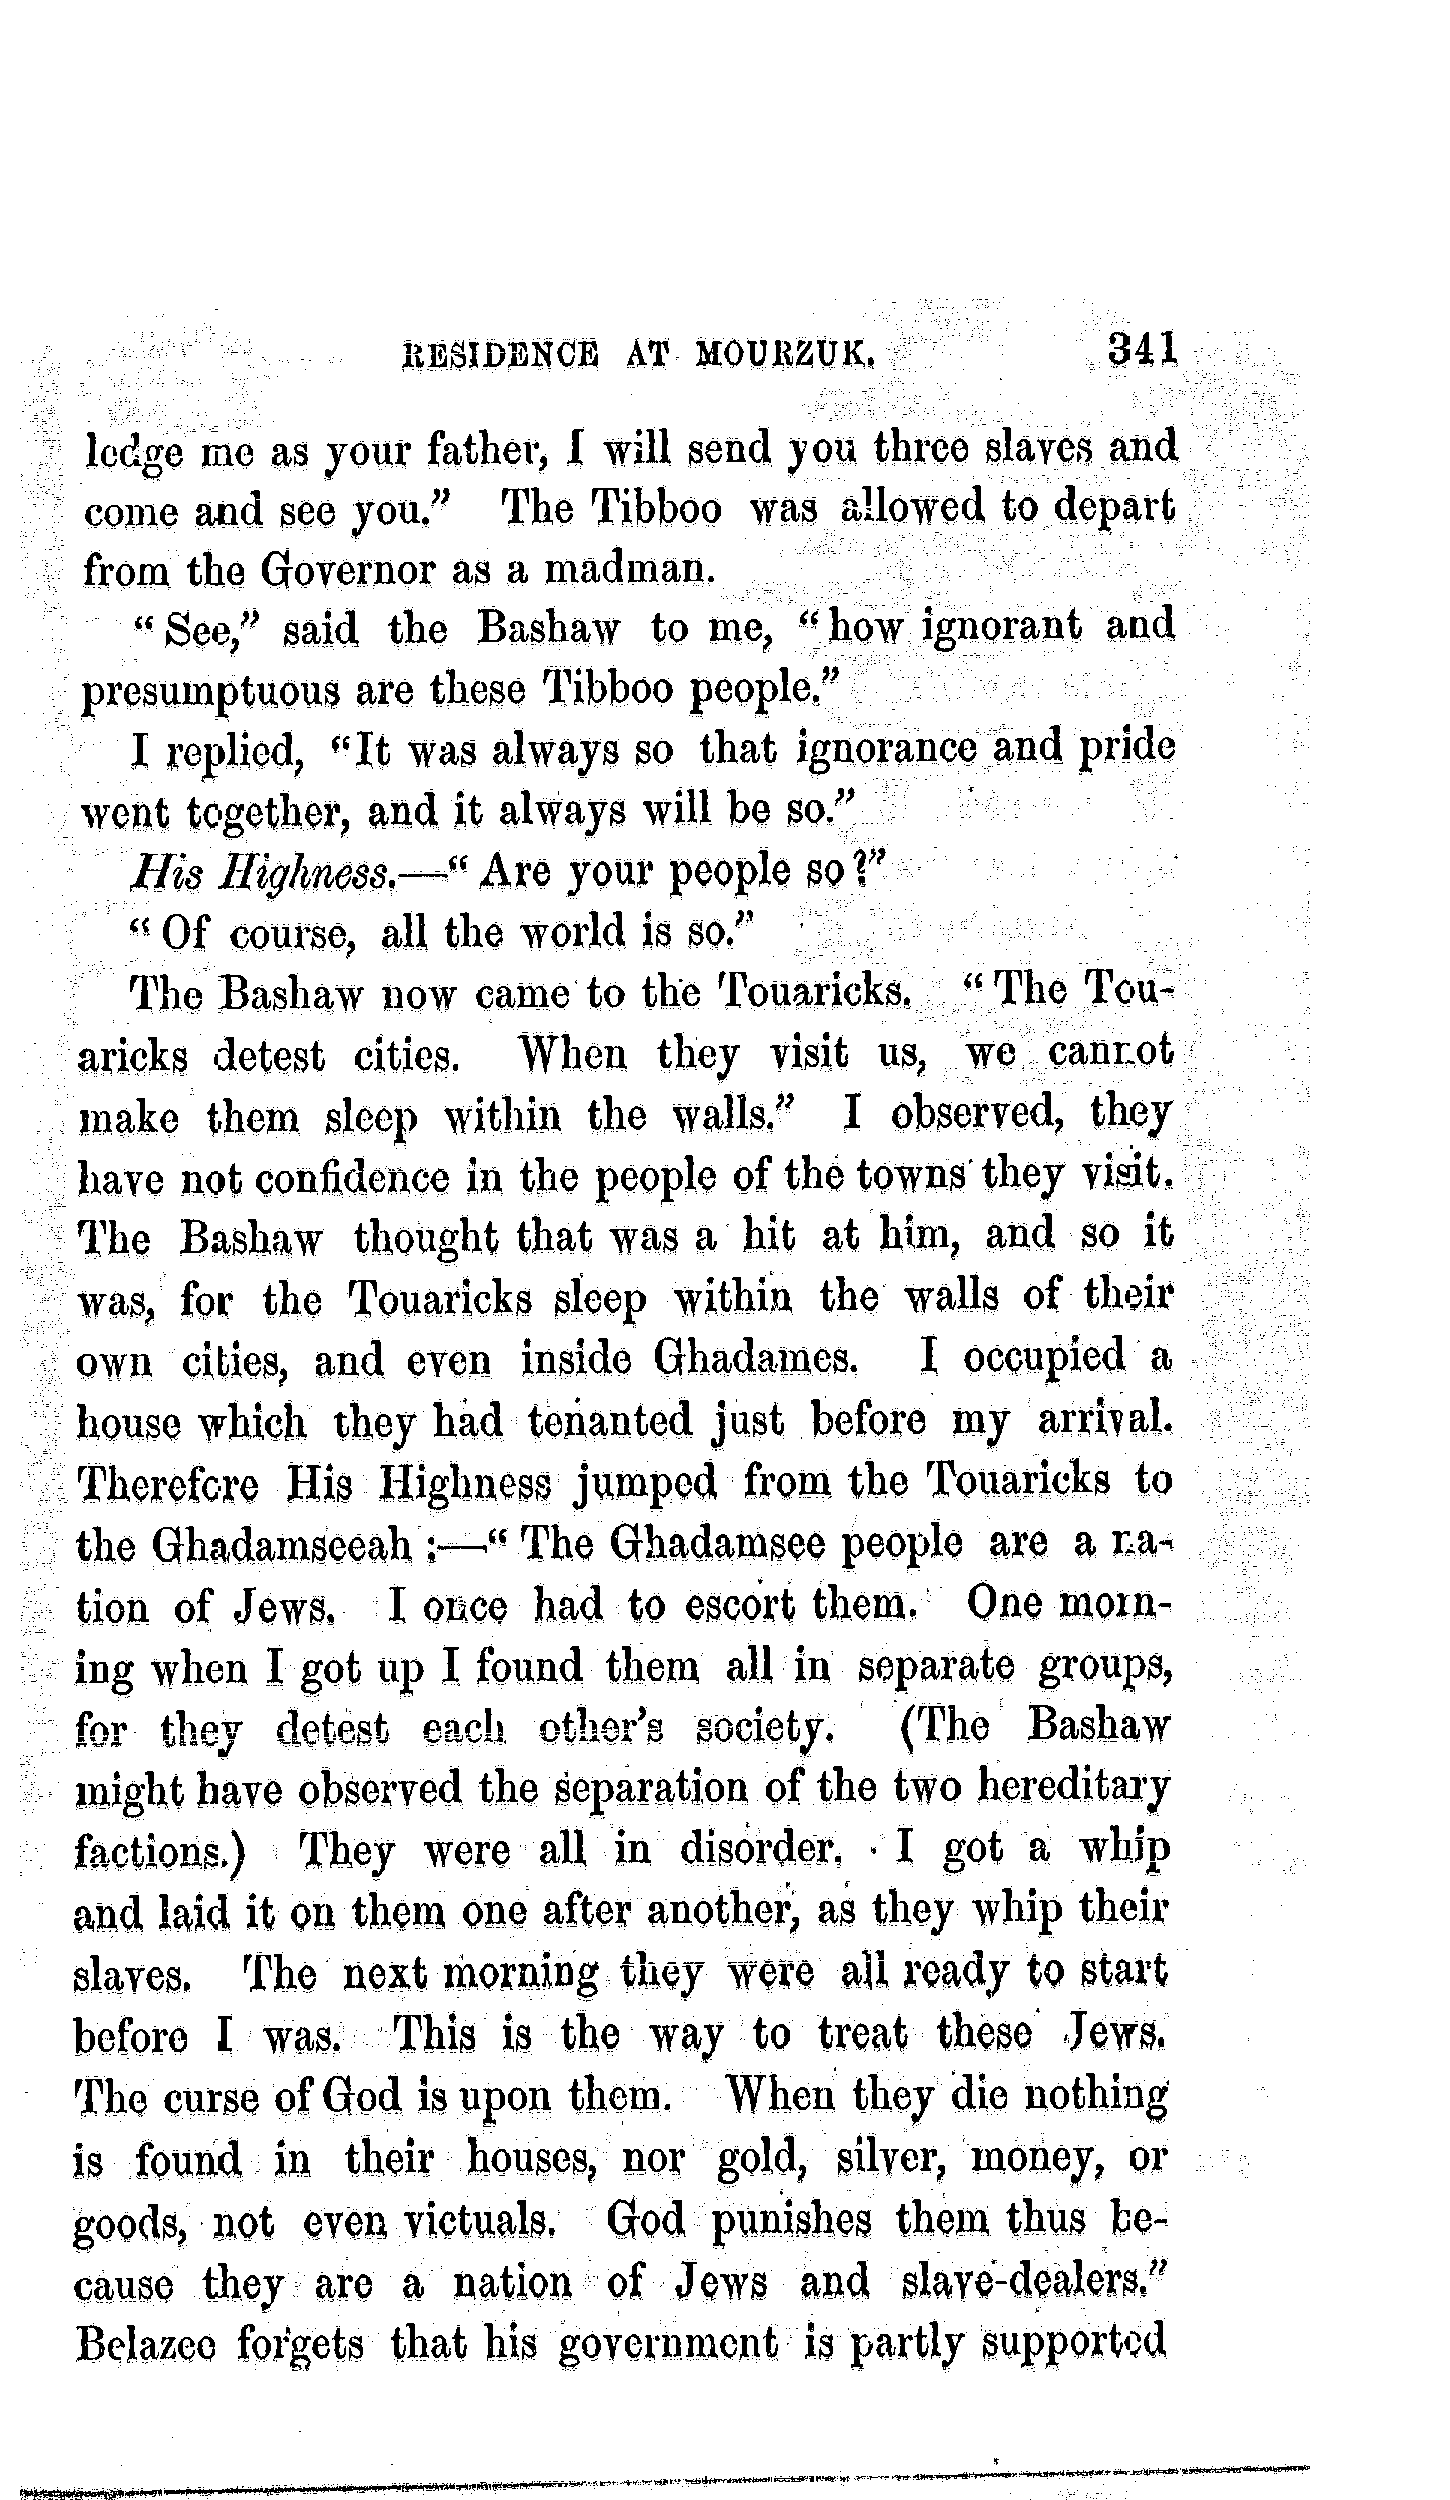 RESIDENCE AT MOURZUK. 341
ledge me as your father, I will send you three slaves and
come and see you." The Tibboo was allowed to depart
from the Governor as a madman.
"See," said the Bashaw to me, "how ignorant and
presumptuous are these Tibboo people."
I replied, "It was always so that ignorance and pride
went together, and it always will be so."
His Highness.—"Are your people so?"
"Of course, all the world is so."
The Bashaw now came to the Touaricks. "The Tou-
aricks detest cities. When they visit us, we cannot
make them sleep within the walls." I observed, they
have not confidence in the people of the towns they visit.
The Bashaw thought that was a hit at him, and so it
was, for the Touaricks sleep within the walls of their
own cities, and even inside Ghadames. I occupied a
house which they had tenanted just before my arrival.
Therefore His Highness jumped from the Touaricks to
the Ghadamseeah:—"The Ghadamsee people are a na-
tion of Jews. I once had to escort them. One morn-
ing when I got up I found them all in separate groups,
for they detest each other's society. (The Bashaw
might have observed the separation of the two hereditary
factions.) They were all in disorder. I got a whip
and laid it on them one after another, as they whip their
slaves. The next morning they were all ready to start
before I was. This is the way to treat these Jews.
The curse of God is upon them. When they die nothing
is found in their houses, nor gold, silver, money, or
goods, not even victuals. God punishes them thus be-
cause they are a nation of Jews and slave-dealers."
Belazee forgets that his government is partly supported